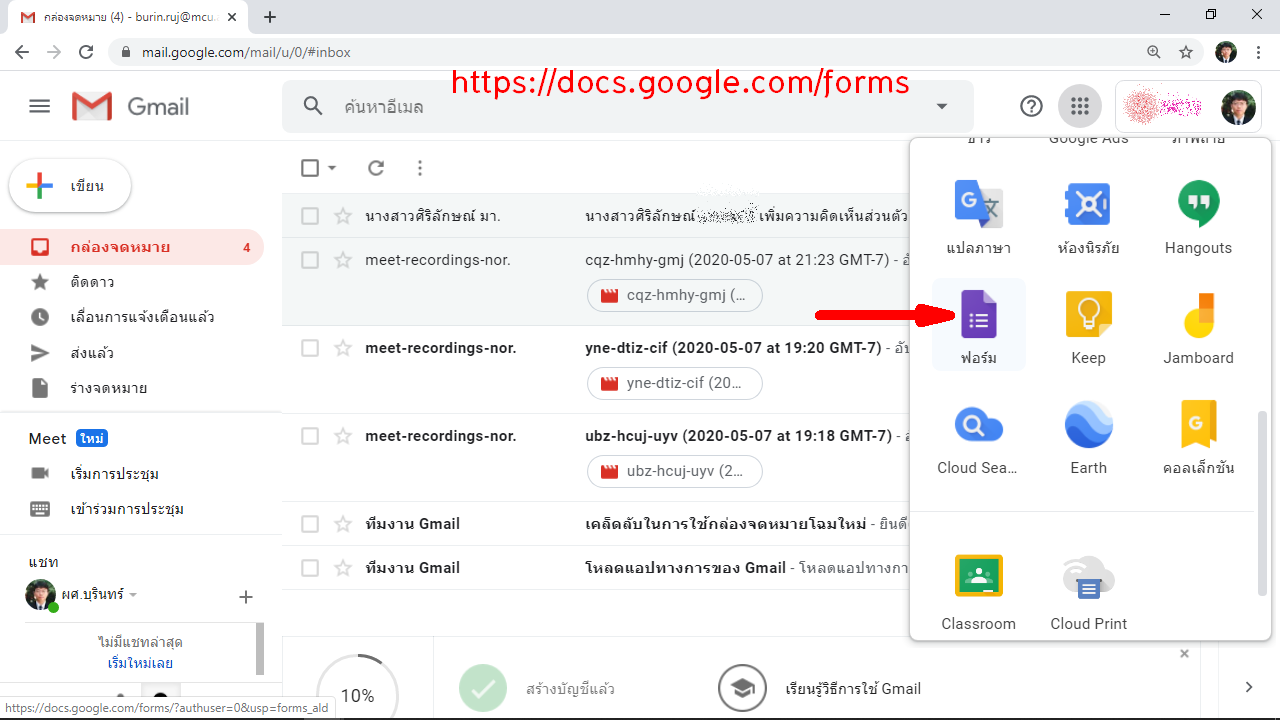 กล่องจดหมาย (4) - burin.ruj@mcu.
mail.google.com/mail/u/0/#inbox
https://docs.google.com/forms
Gmail
ค้นหาอีเมล
เขียน
กล่องจดหมาย 4
ติดดาว
เลื่อนการแจ้งเตือนแล้ว
ส่งแล้ว
ร่างจดหมาย
Meet ใหม่
เริ่มการประชุม
เข้าร่วมการประชุม
แชท
ผศ.บุรินทร์
ไม่มีแชทล่าสุด
เริ่มใหม่เลย
นางสาวศิริลักษณ์ มา. นางสาวศิริลักษณ์ เพิ่มความคิดเห็นส่วนตัว
meet-recordings-nor. cqz-hmhy-gmj (2020-05-07 at 21:23 GMT-7) - อั
cqz-hmhy-gmj (...
meet-recordings-nor. yne-dtiz-cif (2020-05-07 at 19:20 GMT-7) - อั
yne-dtiz-cif (20...
meet-recordings-nor. ubz-hcuj-uyv (2020-05-07 at 19:18 GMT-7) - อ
ubz-hcuj-uyv (2...
ทีมงาน Gmail เคล็ดลับในการใช้กล่องจดหมายโฉมใหม่ - ยินดี
ทีมงาน Gmail โหลดแอปทางการของ Gmail - โหลดแอปทางกา
10% สร้างบัญชีแล้ว เรียนรู้วิธีการใช้ Gmail
ข่าว Google Ads ภาพถ่าย
แปลภาษา ห้องนิรภัย Hangouts
ฟอร์ม Keep Jamboard
Cloud Sea... Earth คอลเล็กชัน
Classroom Cloud Print
https://docs.google.com/forms/?authuser=0&usp=forms_ald